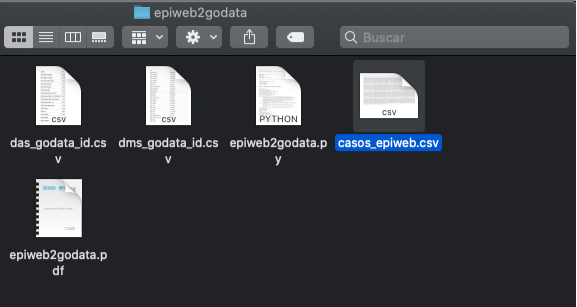 epiweb2godata
Buscar
CSV
CSV
PYTHON
CSV
das_godata_id.cs
v
dms_godata_id.cs
v
epiweb2godata.p
y
casos_epiweb.csv
epiweb2godata.p
df